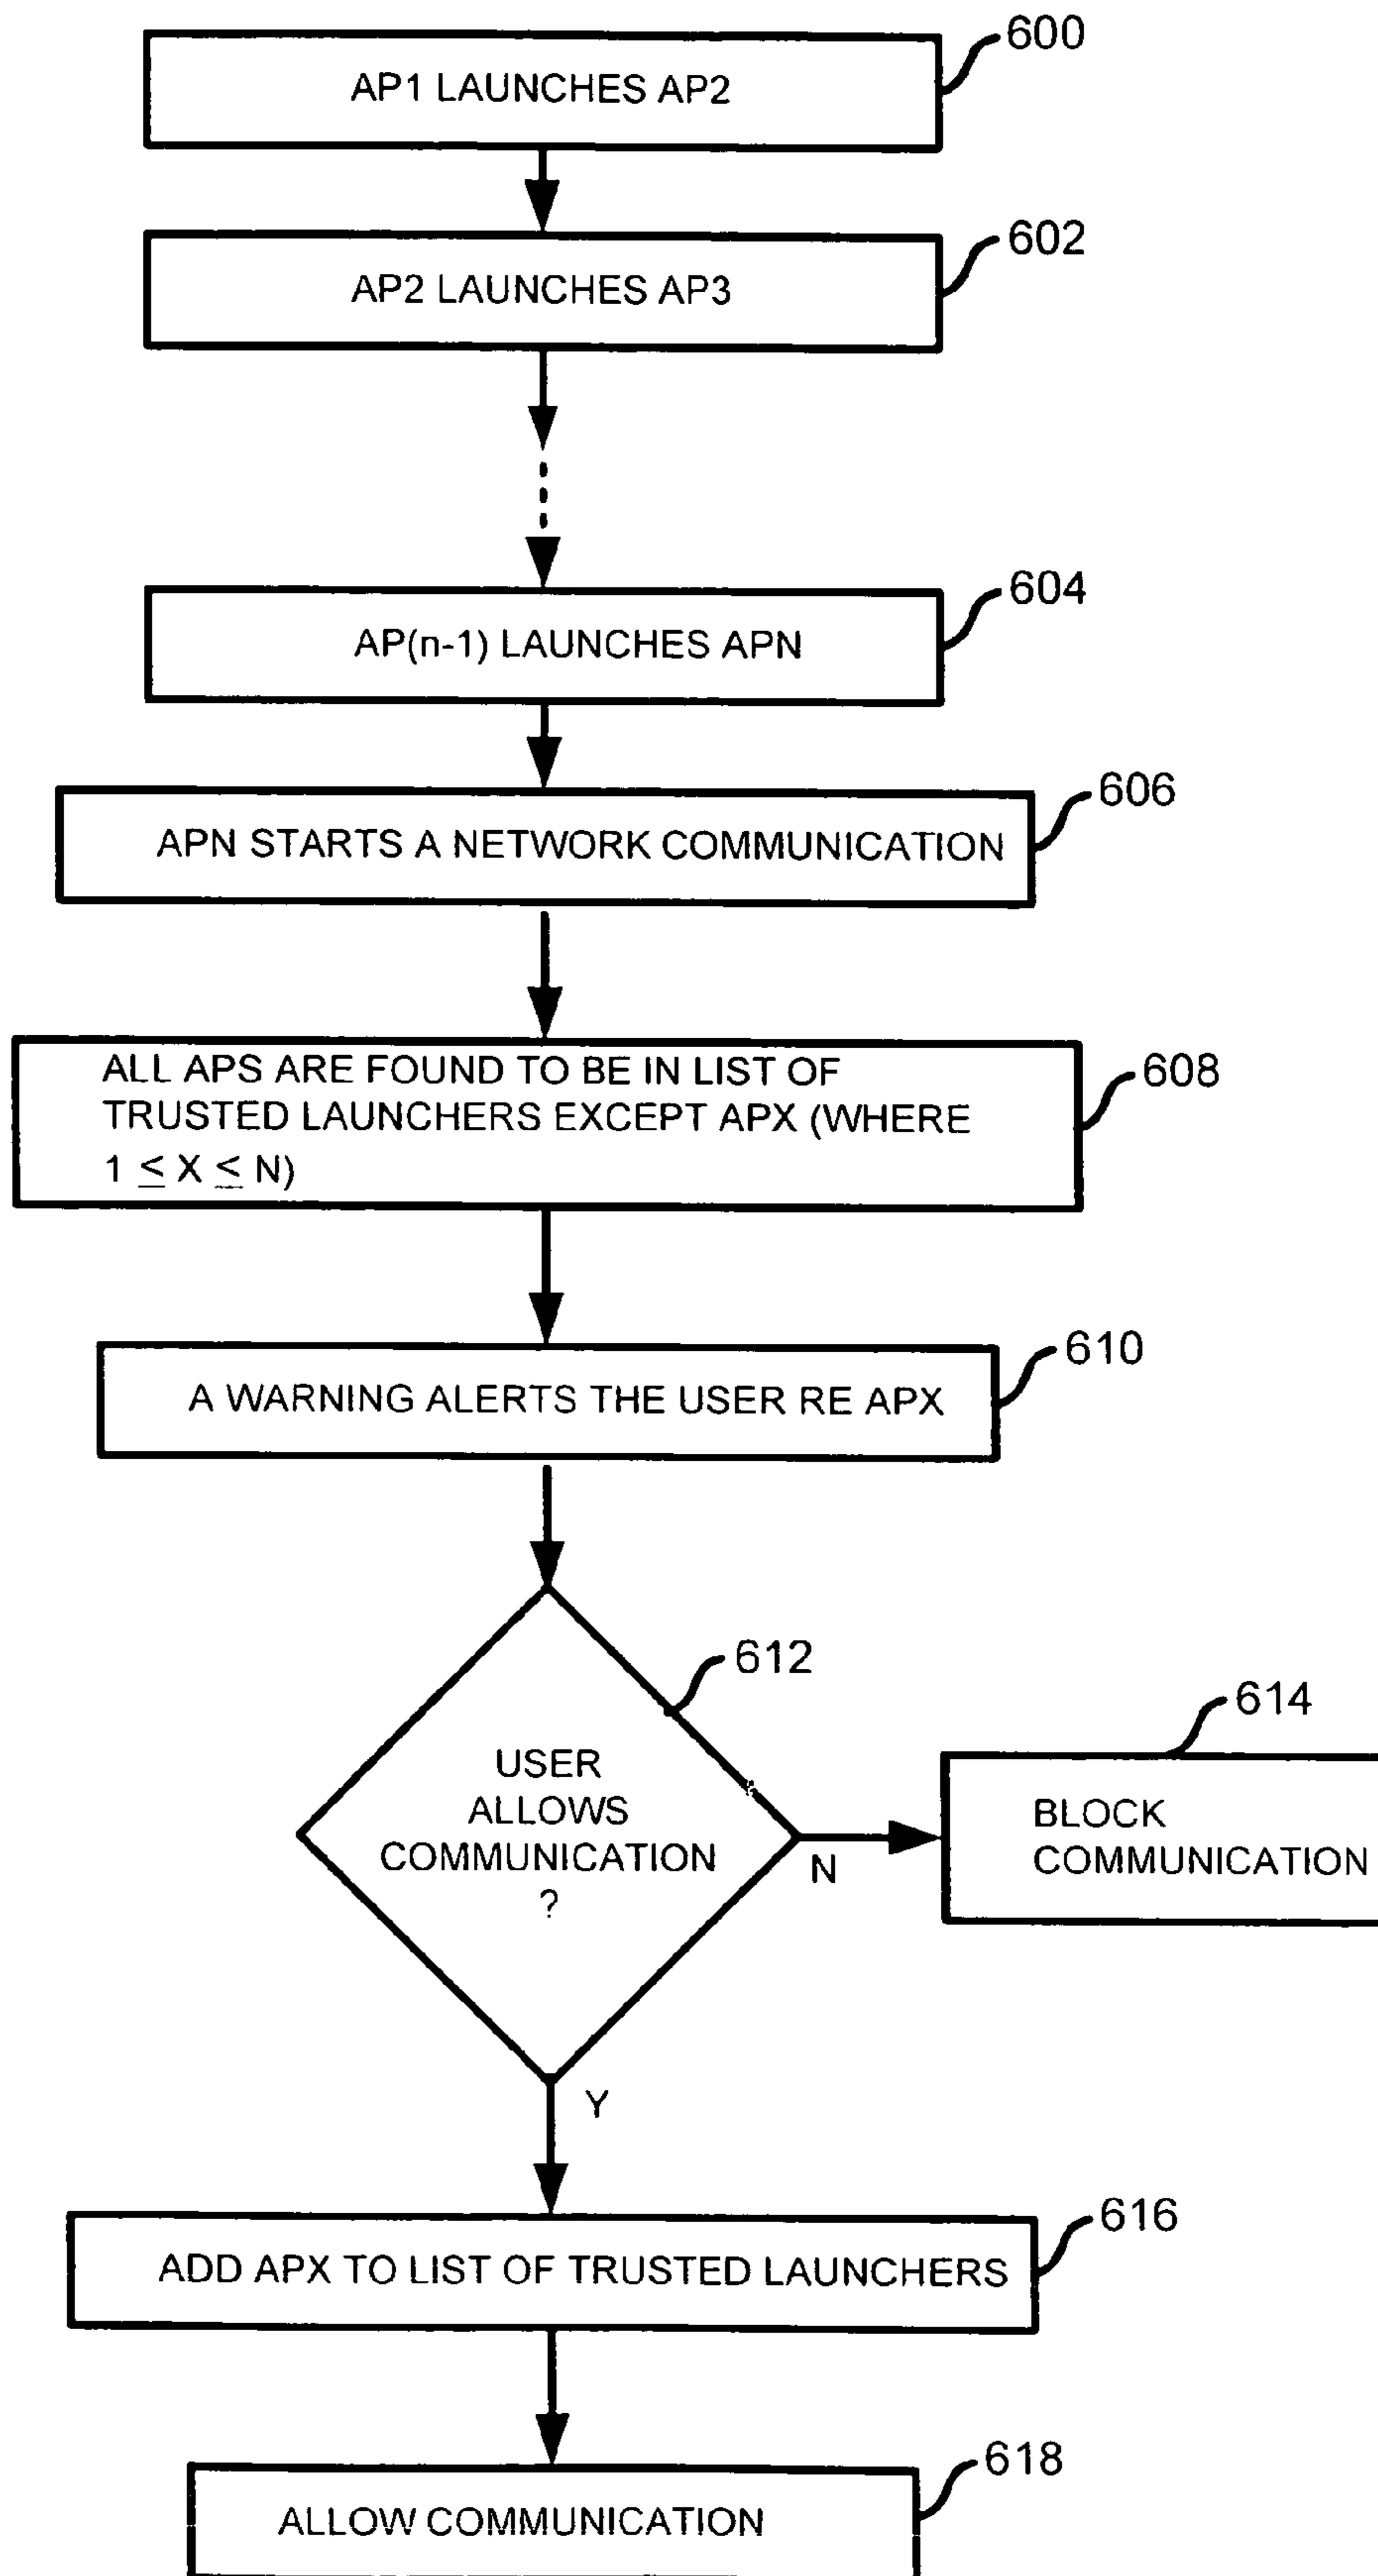 600
AP1 LAUNCHES AP2
602
AP2 LAUNCHES AP3
604
AP(n-1) LAUNCHES APN
606
APN STARTS A NETWORK COMMUNICATION
608
ALL APS ARE FOUND TO BE IN LIST OF
TRUSTED LAUNCHERS EXCEPT APX (WHERE
1 ≤ X ≤ N)
610
A WARNING ALERTS THE USER RE APX
612
USER
ALLOWS
COMMUNICATION
?
N
614
BLOCK
COMMUNICATION
Y
616
ADD APX TO LIST OF TRUSTED LAUNCHERS
618
ALLOW COMMUNICATION